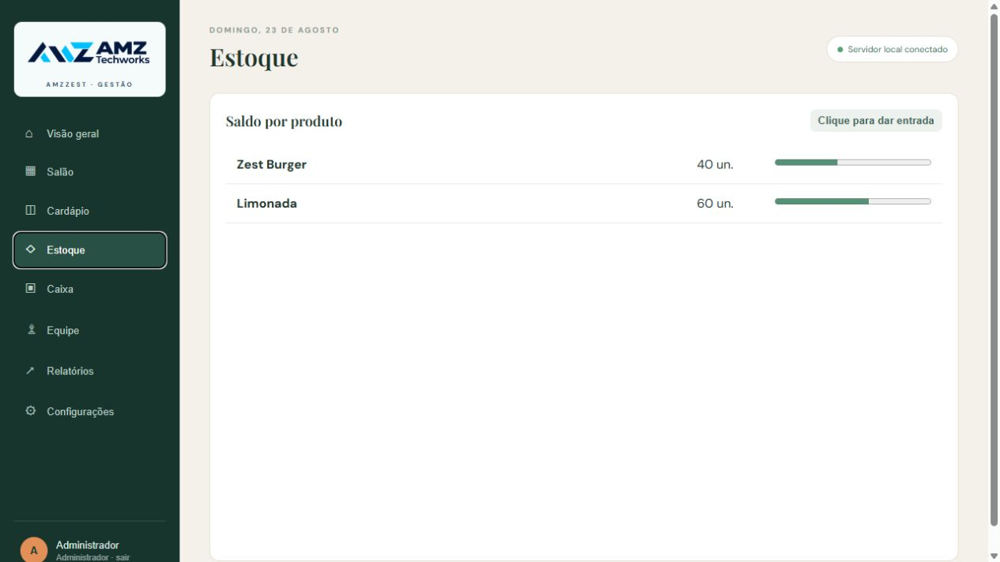 AMZ
Techworks
AMZZEST · GESTÃO
Visão geral
Salão
Cardápio
Estoque
Caixa
Equipe
Relatórios
Configurações
A
Administrador
Administrador · sair
DOMINGO, 23 DE AGOSTO
Estoque
Servidor local conectado
Saldo por produto
Clique para dar entrada
Zest Burger 40 un.
Limonada 60 un.